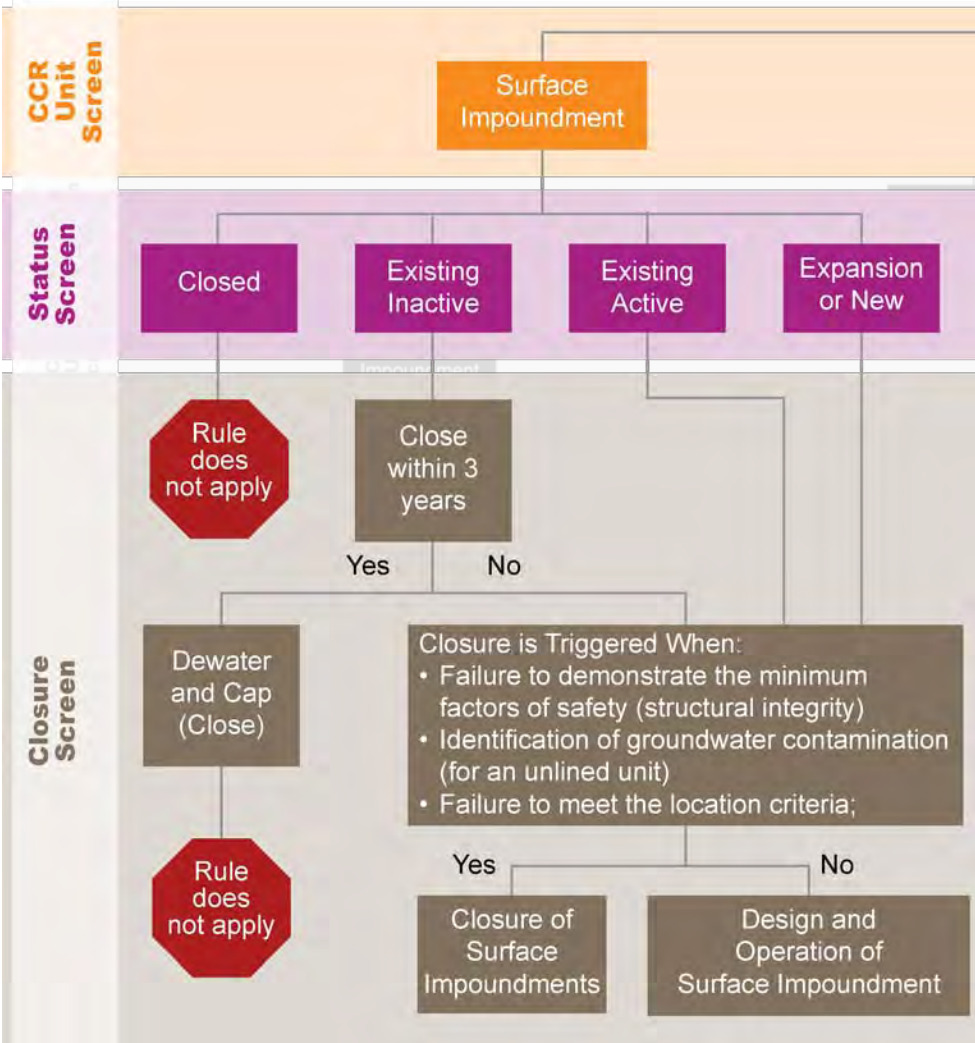 CCR
Unit
Screen
Surface
Impoundment
Status
Screen
Closed
Existing
Inactive
Existing
Active
Expansion
or New
Impoundment
Closure
Screen
Rule
does
not apply
Close
within 3
years
Yes
No
Dewater
and Cap
(Close)
Closure is Triggered When:
• Failure to demonstrate the minimum
factors of safety (structural integrity)
• Identification of groundwater contamination
(for an unlined unit)
• Failure to meet the location criteria;
Rule
does
not apply
Yes
No
Closure of
Surface
Impoundments
Design and
Operation of
Surface Impoundment